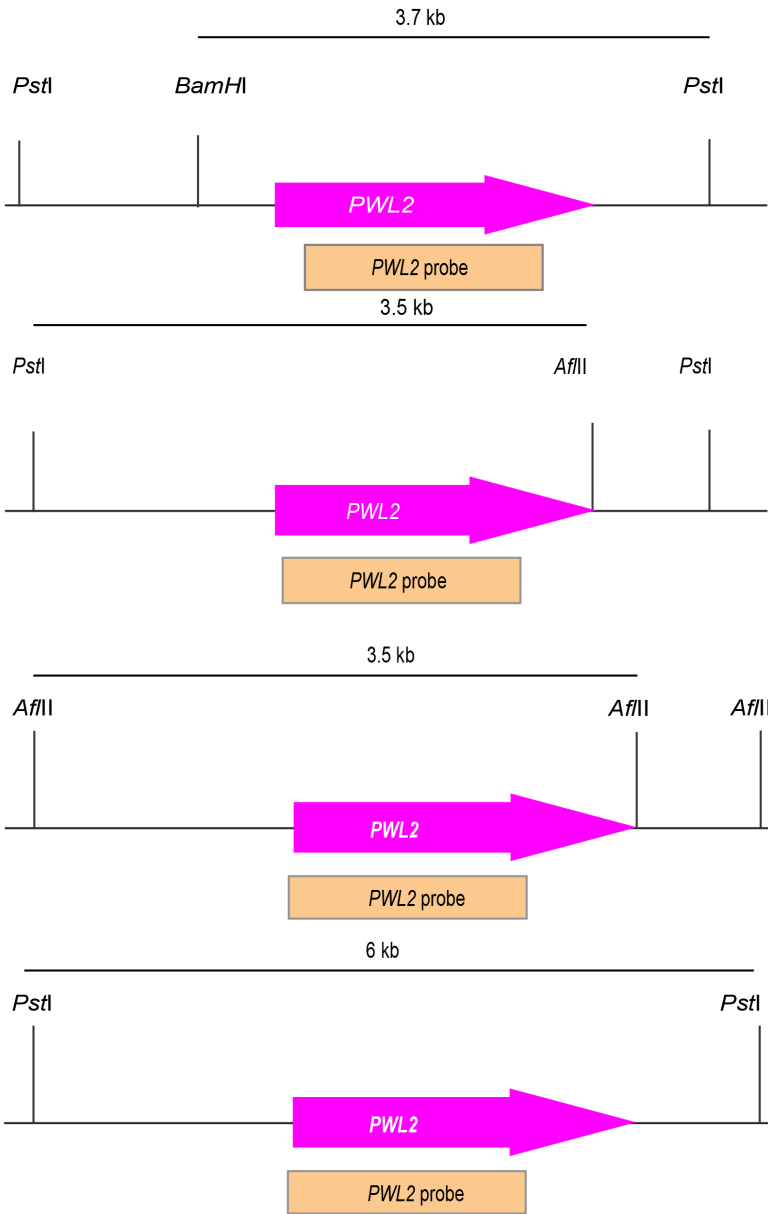 3.7 kb
PstI BamHI PstI
PWL2
PWL2 probe
3.5 kb
PstI AflII PstI
PWL2
PWL2 probe
3.5 kb
AflII AflII AflII
PWL2
PWL2 probe
6 kb
PstI PstI
PWL2
PWL2 probe